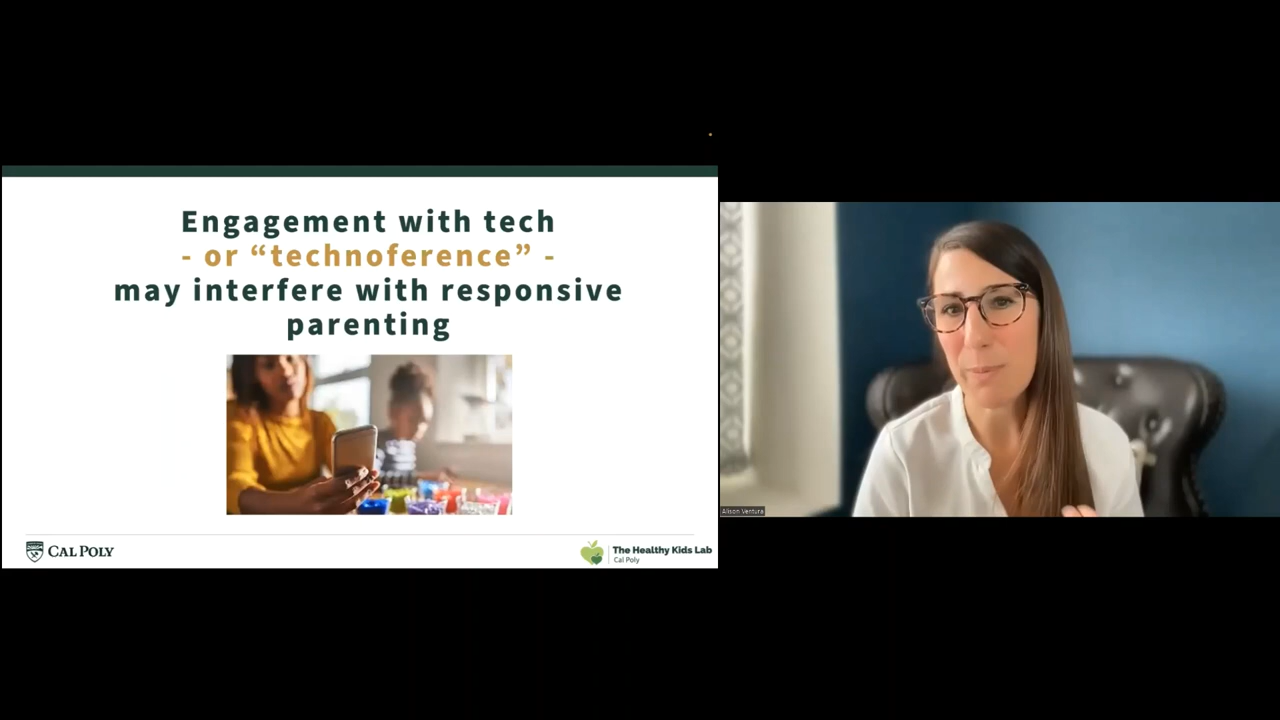 Engagement with tech
- or “technoference” -
may interfere with responsive
parenting
CAL POLY
The Healthy Kids Lab
Cal Poly
Alison Ventura